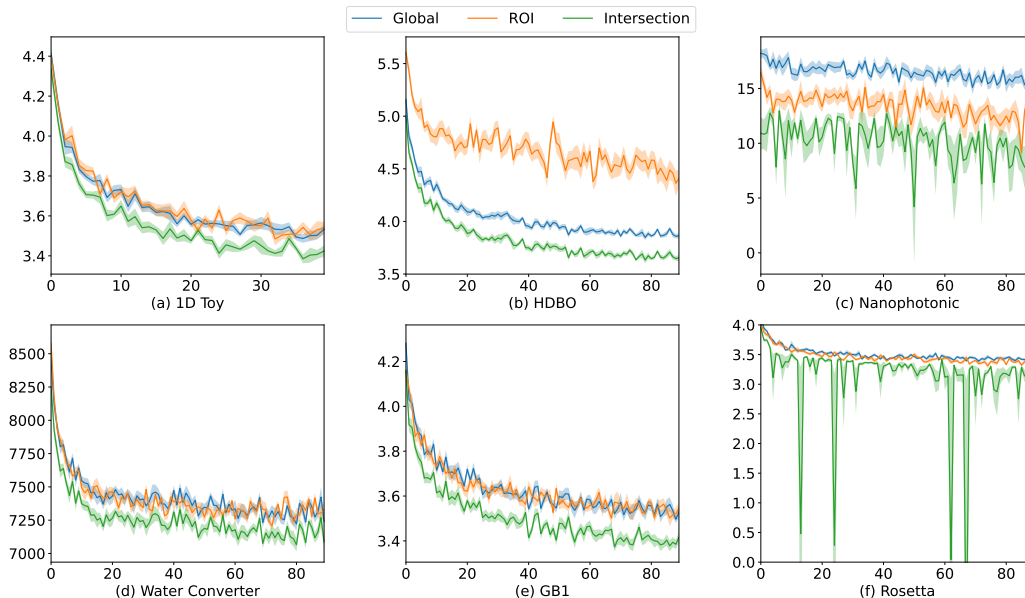 Global ROI Intersection
4.4
4.2
4.0
3.8
3.6
3.4
0 10 20 30
(a) 1D Toy
5.5
5.0
4.5
4.0
3.5
0 20 40 60 80
(b) HDBO
15
10
5
0
0 20 40 60 80
(c) Nanophotonic
8500
8250
8000
7750
7500
7250
7000
0 20 40 60 80
(d) Water Converter
4.2
4.0
3.8
3.6
3.4
0 20 40 60 80
(e) GB1
4.0
3.5
3.0
2.5
2.0
1.5
1.0
0.5
0.0
0 20 40 60 80
(f) Rosetta